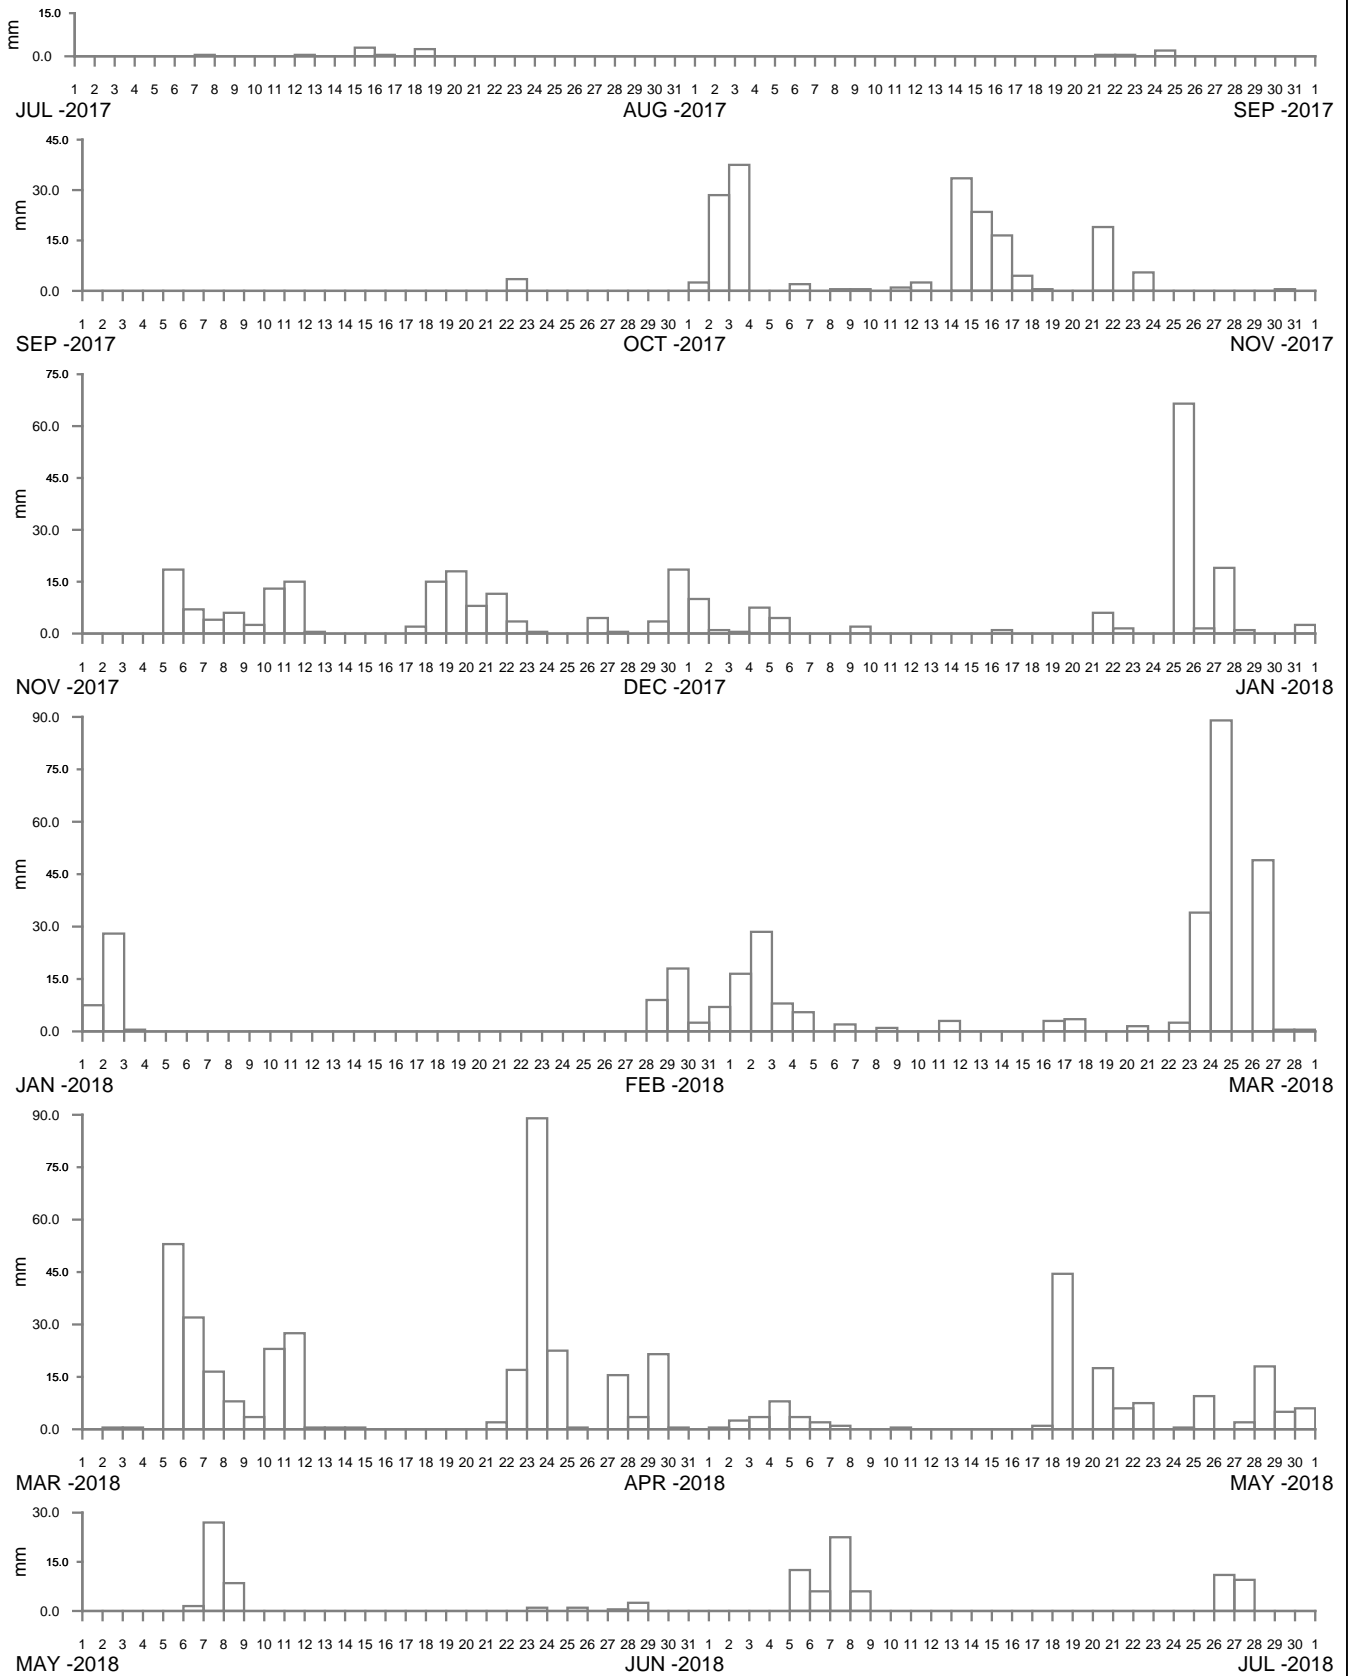 15.0
mm
0.0
1 2 3 4 5 6 7 8 9 10 11 12 13 14 15 16 17 18 19 20 21 22 23 24 25 26 27 28 29 30 31 1 2 3 4 5 6 7 8 9 10 11 12 13 14 15 16 17 18 19 20 21 22 23 24 25 26 27 28 29 30 31 1
JUL -2017 AUG -2017 SEP -2017
45.0
30.0
mm
15.0
0.0
1 2 3 4 5 6 7 8 9 10 11 12 13 14 15 16 17 18 19 20 21 22 23 24 25 26 27 28 29 30 1 2 3 4 5 6 7 8 9 10 11 12 13 14 15 16 17 18 19 20 21 22 23 24 25 26 27 28 29 30 31 1
SEP -2017 OCT -2017 NOV -2017
75.0
60.0
45.0
mm
30.0
15.0
0.0
1 2 3 4 5 6 7 8 9 10 11 12 13 14 15 16 17 18 19 20 21 22 23 24 25 26 27 28 29 30 1 2 3 4 5 6 7 8 9 10 11 12 13 14 15 16 17 18 19 20 21 22 23 24 25 26 27 28 29 30 31 1
NOV -2017 DEC -2017 JAN -2018
90.0
75.0
60.0
mm
45.0
30.0
15.0
0.0
1 2 3 4 5 6 7 8 9 10 11 12 13 14 15 16 17 18 19 20 21 22 23 24 25 26 27 28 29 30 31 1 2 3 4 5 6 7 8 9 10 11 12 13 14 15 16 17 18 19 20 21 22 23 24 25 26 27 28 1
JAN -2018 FEB -2018 MAR -2018
90.0
75.0
60.0
mm
45.0
30.0
15.0
0.0
1 2 3 4 5 6 7 8 9 10 11 12 13 14 15 16 17 18 19 20 21 22 23 24 25 26 27 28 29 30 31 1 2 3 4 5 6 7 8 9 10 11 12 13 14 15 16 17 18 19 20 21 22 23 24 25 26 27 28 29 30 1
MAR -2018 APR -2018 MAY -2018
30.0
mm
15.0
0.0
1 2 3 4 5 6 7 8 9 10 11 12 13 14 15 16 17 18 19 20 21 22 23 24 25 26 27 28 29 30 31 1 2 3 4 5 6 7 8 9 10 11 12 13 14 15 16 17 18 19 20 21 22 23 24 25 26 27 28 29 30 1
MAY -2018 JUN -2018 JUL -2018